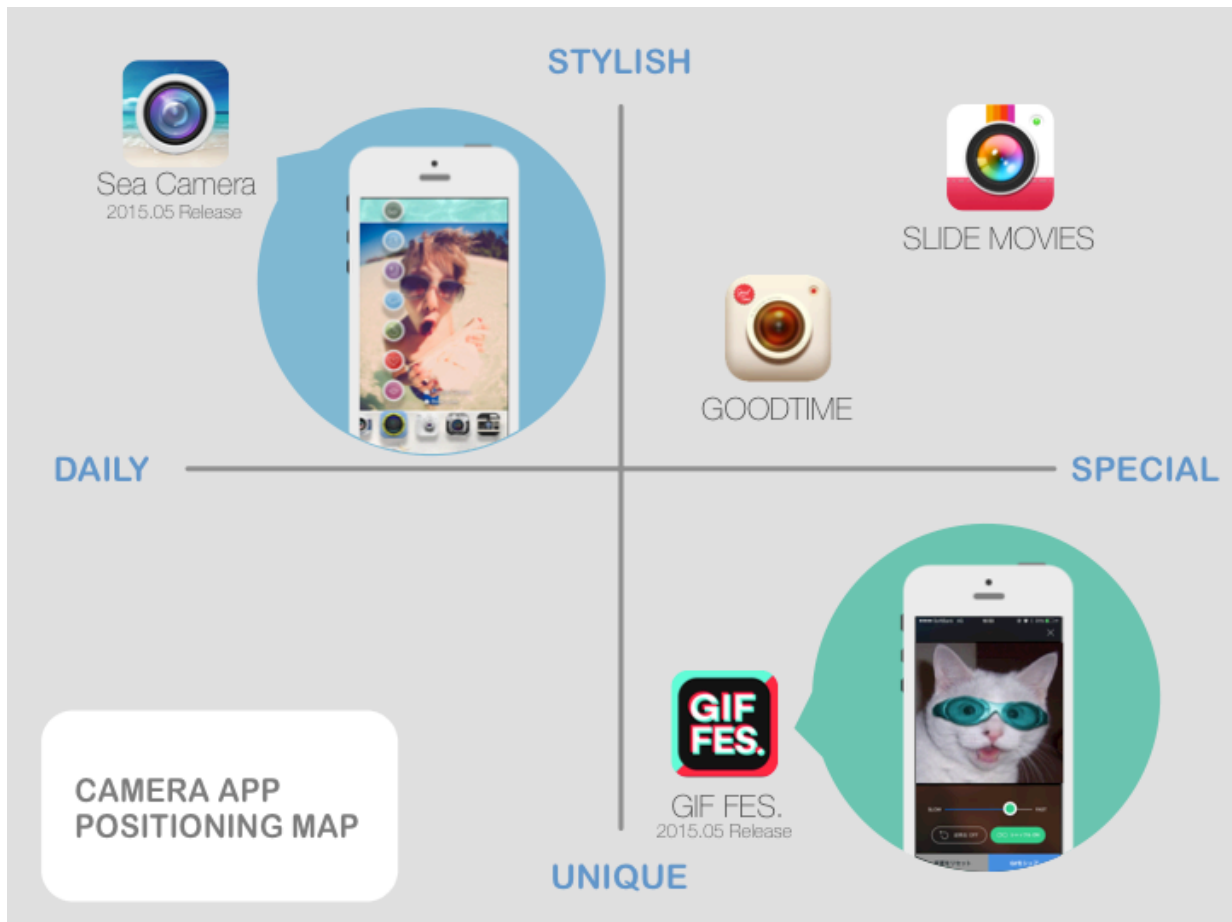 STYLISH
Sea Camera
2015.05 Release
SLIDE MOVIES
GOODTIME
DAILY
SPECIAL
GIF
FES.
GIF FES.
2015.05 Release
SLOW
FAST
CAMERA APP
POSITIONING MAP
UNIQUE